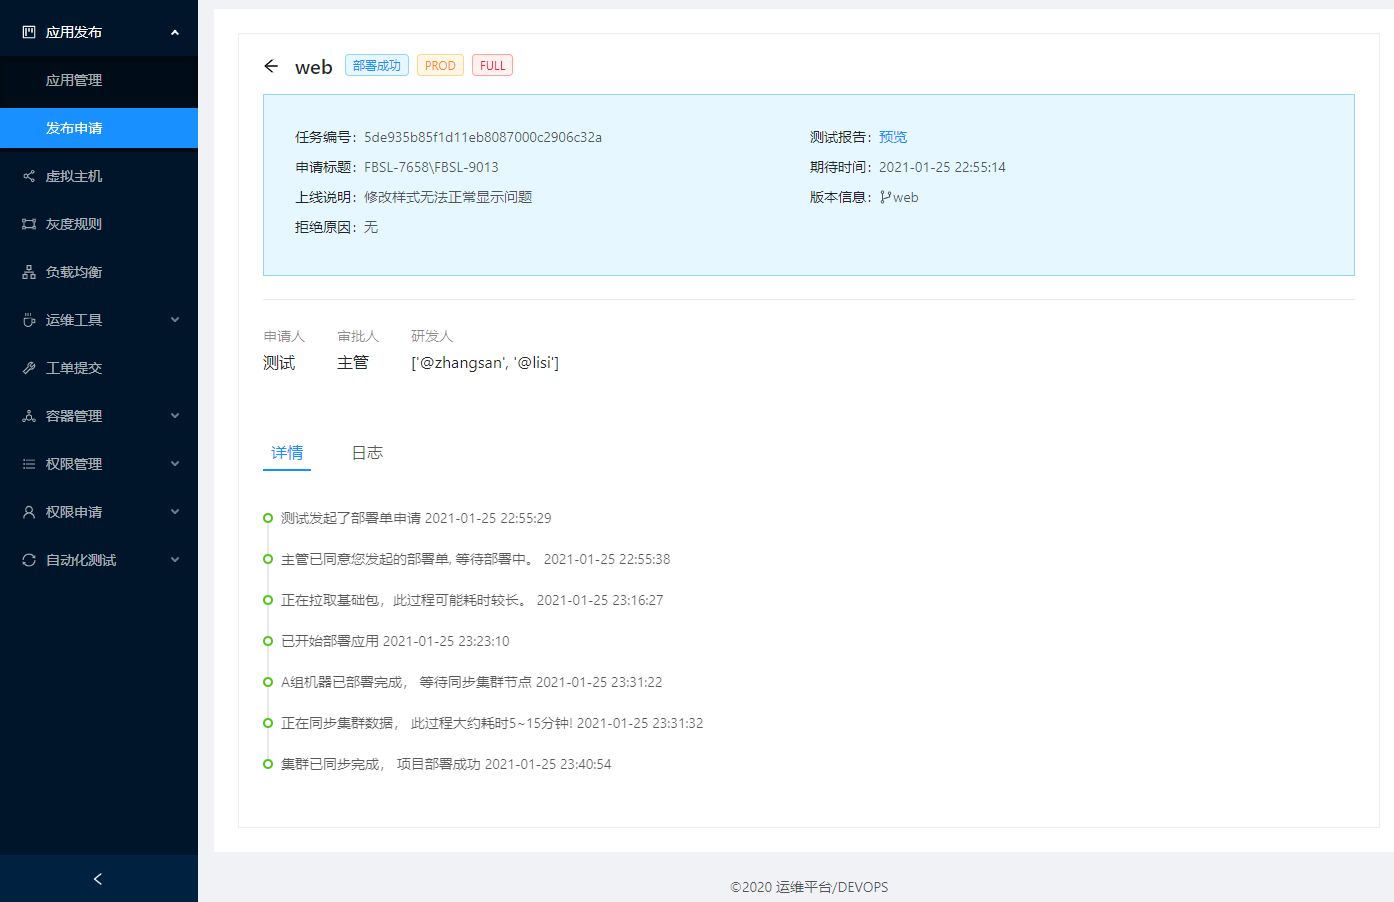 应用发布
应用管理
发布申请
虚拟主机
灰度规则
负载均衡
运维工具
工单提交
容器管理
权限管理
权限申请
自动化测试
web 部署成功 PROD FULL
任务编号：5de935b85f1d11eb8087000c2906c32a
测试报告：预览
申请标题：FBSL-7658\FBSL-9013
期待时间：2021-01-25 22:55:14
上线说明：修改样式无法正常显示问题
版本信息：web
拒绝原因：无
申请人 审批人 研发人
测试 主管 ['@zhangsan', '@lisi']
详情 日志
测试发起了部署单申请 2021-01-25 22:55:29
主管已同意您发起的部署单, 等待部署中。 2021-01-25 22:55:38
正在拉取基础包，此过程可能耗时较长。 2021-01-25 23:16:27
已开始部署应用 2021-01-25 23:23:10
A组机器已部署完成， 等待同步集群节点 2021-01-25 23:31:22
正在同步集群数据， 此过程大约耗时5~15分钟! 2021-01-25 23:31:32
集群已同步完成， 项目部署成功 2021-01-25 23:40:54
©2020 运维平台/DEVOPS